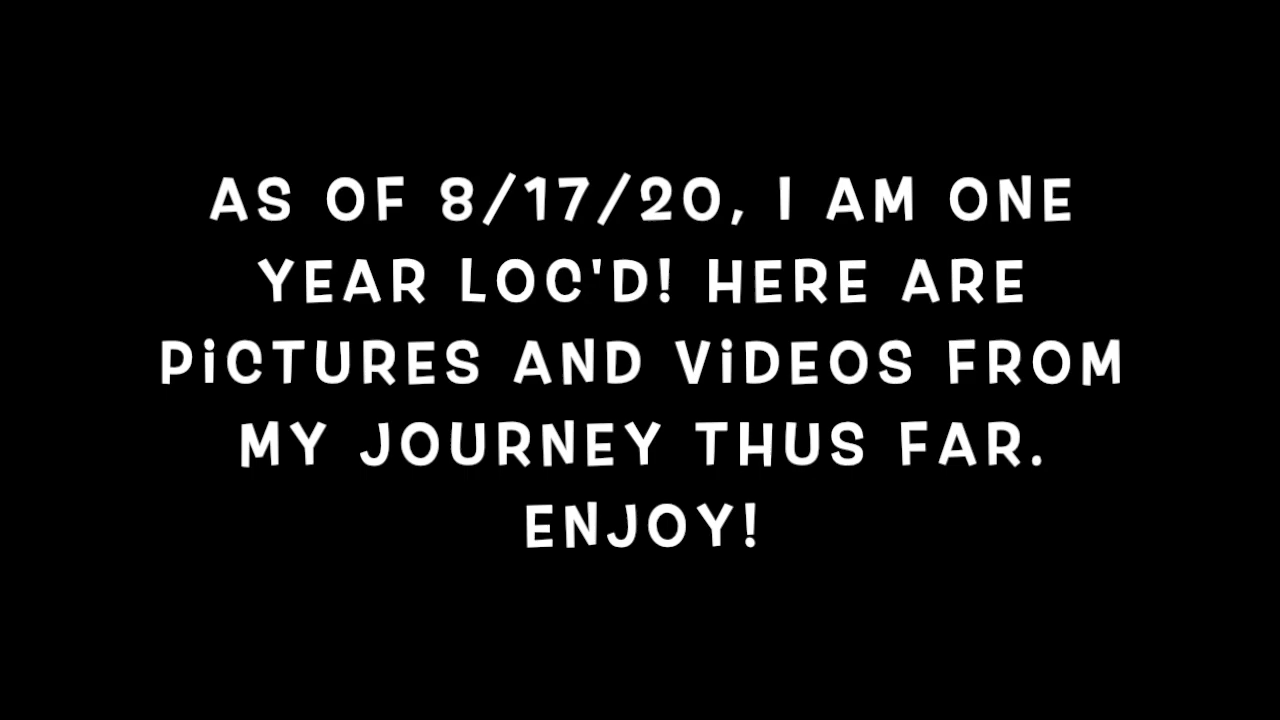 AS OF 8/17/20, I AM ONE
YEAR LOC'D! HERE ARE
PiCTURES AND ViDEOS FROM
MY JOURNEY THUS FAR.
ENJOY!